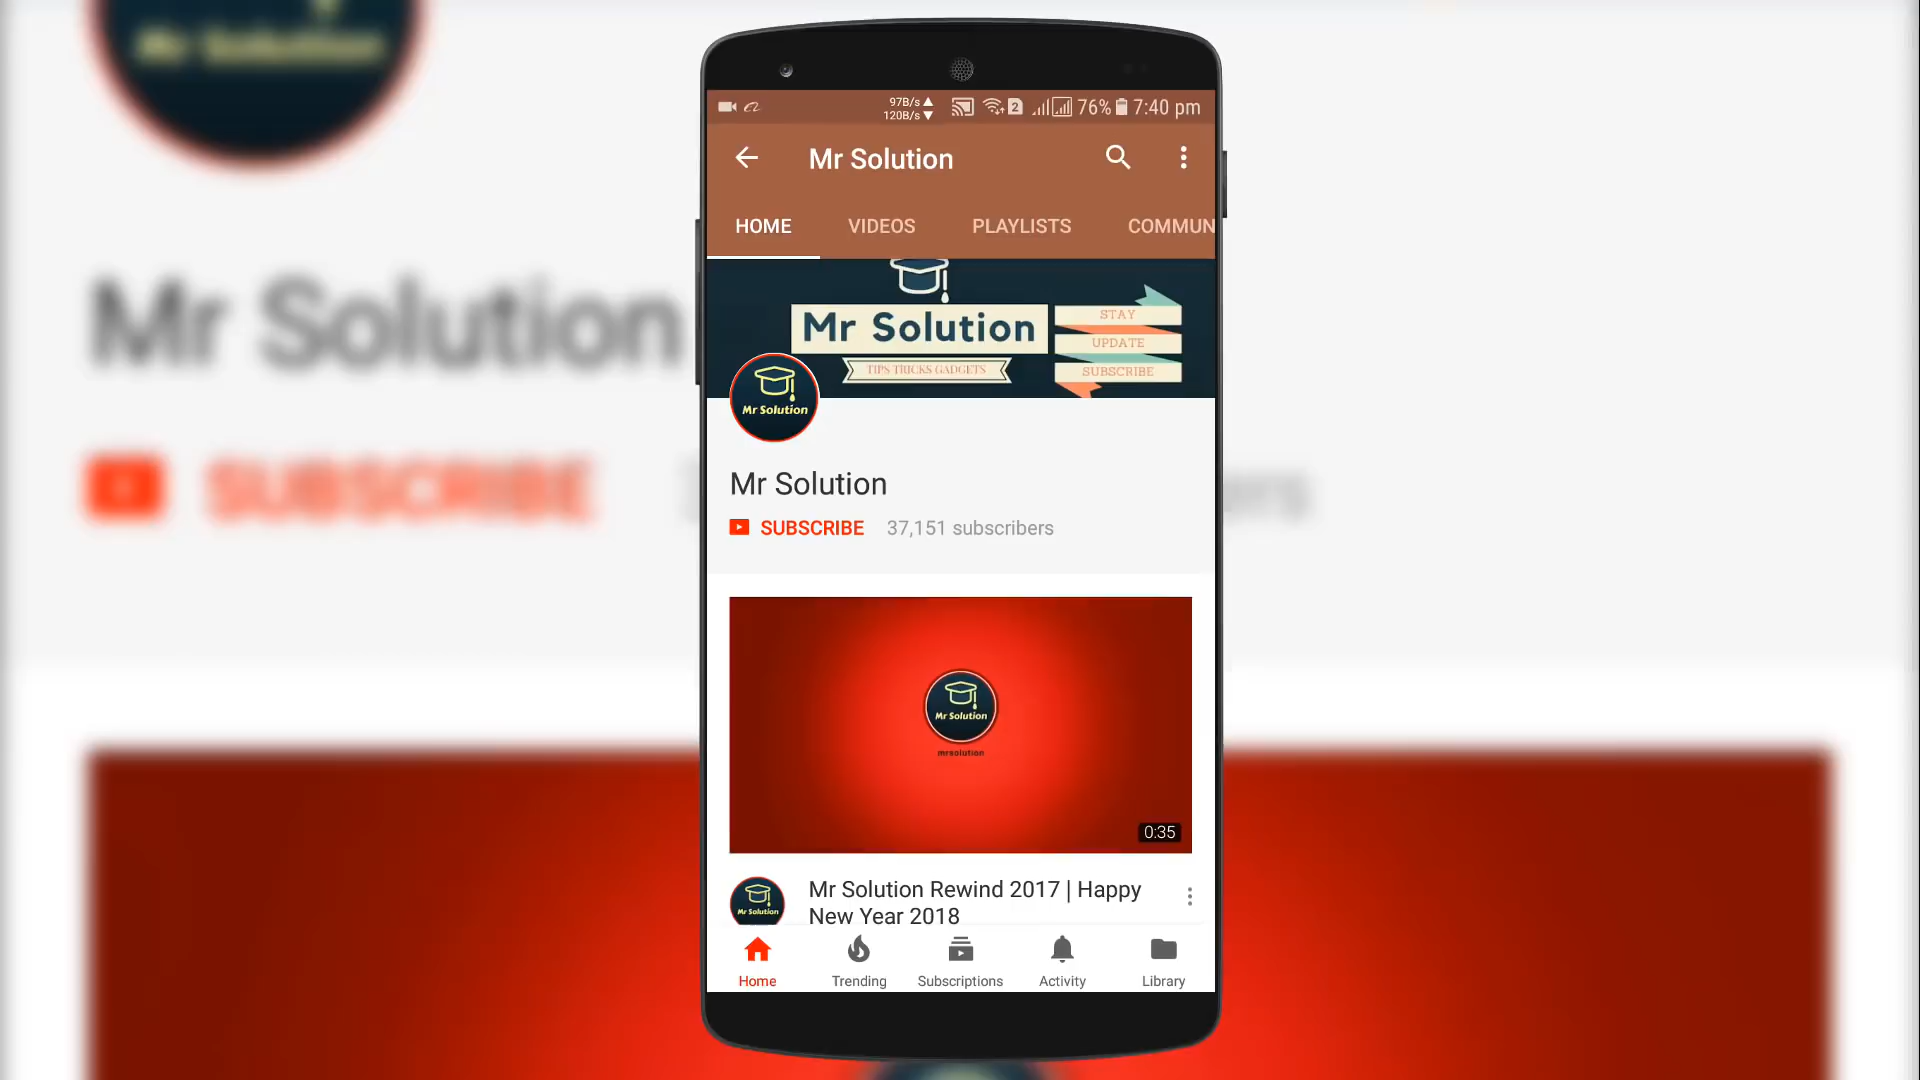 Mr Solution
Mr Solution
SUBSCRIBE
97B/s
120B/s
2
76%
7:40 pm
Mr Solution
HOME VIDEOS PLAYLISTS COMMUN
Mr Solution
TIPS TRICKS GADGETS
STAY
UPDATE
SUBSCRIBE
Mr Solution
Mr Solution
SUBSCRIBE 37,151 subscribers
Mr Solution
mrsolution
0:35
Mr Solution
Mr Solution Rewind 2017 | Happy
New Year 2018
Home Trending Subscriptions Activity Library